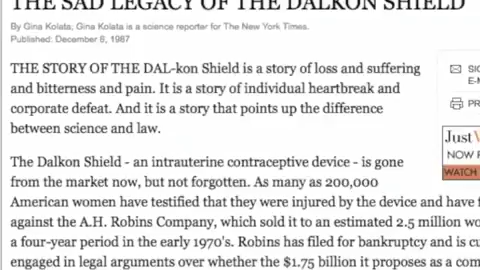 THE SAD LEGACY OF THE DALKON SHIELD
By Gina Kolata; Gina Kolata is a science reporter for The New York Times.
Published: December 6, 1987
THE STORY OF THE DAL-kon Shield is a story of loss and suffering
and bitterness and pain. It is a story of individual heartbreak and
corporate defeat. And it is a story that points up the difference
between science and law.
The Dalkon Shield - an intrauterine contraceptive device - is gone
from the market now, but not forgotten. As many as 200,000
American women have testified that they were injured by the device and have f
against the A.H. Robins Company, which sold it to an estimated 2.5 million wo
a four-year period in the early 1970's. Robins has filed for bankruptcy and is cu
engaged in legal arguments over whether the $1.75 billion it proposes as a com
SIG
E-M
PR
Just
NOW
WATCH